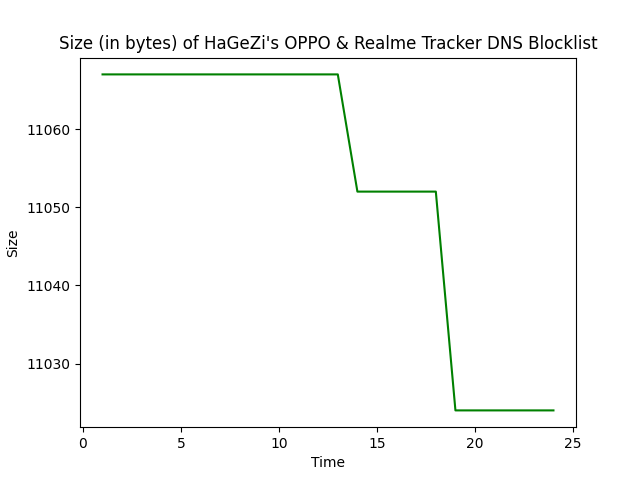 Size (in bytes) of HaGeZi's OPPO & Realme Tracker DNS Blocklist
11060
11050
11040
11030
Size
0 5 10 15 20 25
Time